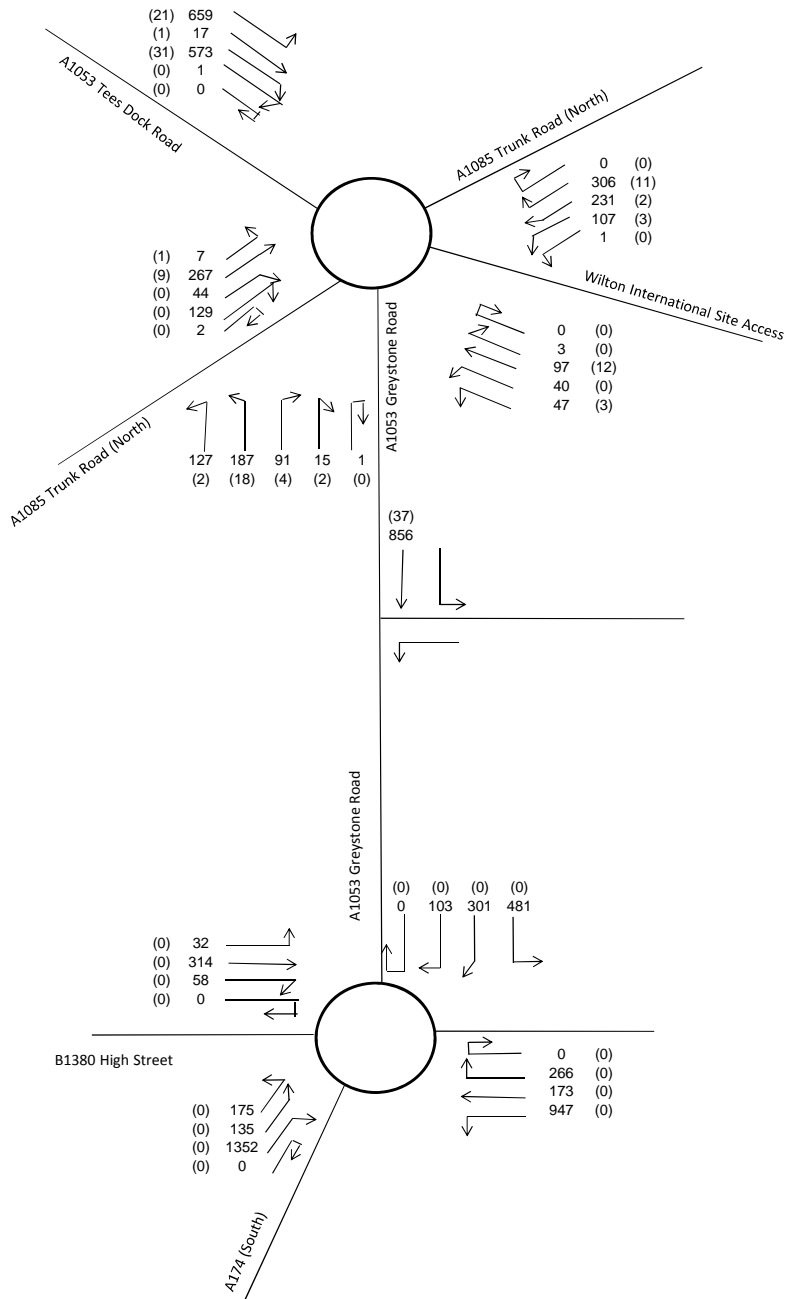 (21) 659
(1) 17
(31) 573
(0) 1
(0) 0
A1053 Tees Dock Road
A1085 Trunk Road (North)
0 (0)
306 (11)
231 (2)
107 (3)
1 (0)
(1) 7
(9) 267
(0) 44
(0) 129
(0) 2
Wilton International Site Access
0 (0)
3 (0)
97 (12)
40 (0)
47 (3)
A1053 Greystone Road
A1085 Trunk Road (North)
127 187 91 15 1
(2) (18) (4) (2) (0)
(37)
856
A1053 Greystone Road
(0) (0) (0) (0)
0 103 301 481
(0) 32
(0) 314
(0) 58
(0) 0
B1380 High Street
0 (0)
266 (0)
173 (0)
947 (0)
(0) 175
(0) 135
(0) 1352
(0) 0
A174 (South)